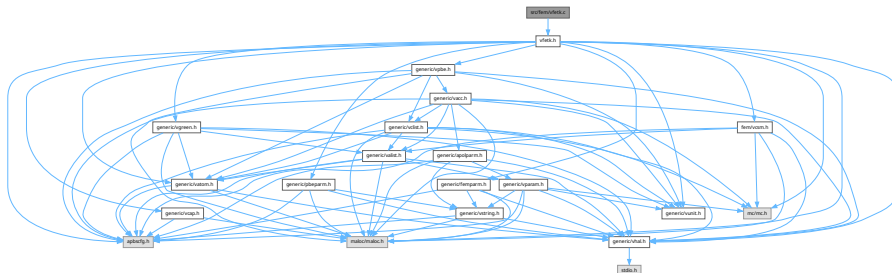 src/fem/vfetk.c
vfetk.h
generic/vpbe.h
generic/vacc.h
generic/vgreen.h
generic/vclist.h
fem/vcsm.h
generic/valist.h
generic/apolparm.h
generic/vatom.h
generic/pbeparm.h
generic/femparm.h
generic/vparam.h
generic/vcap.h
generic/vstring.h
generic/vunit.h
mc/mc.h
apbscfg.h
maloc/maloc.h
generic/vhal.h
stdio.h